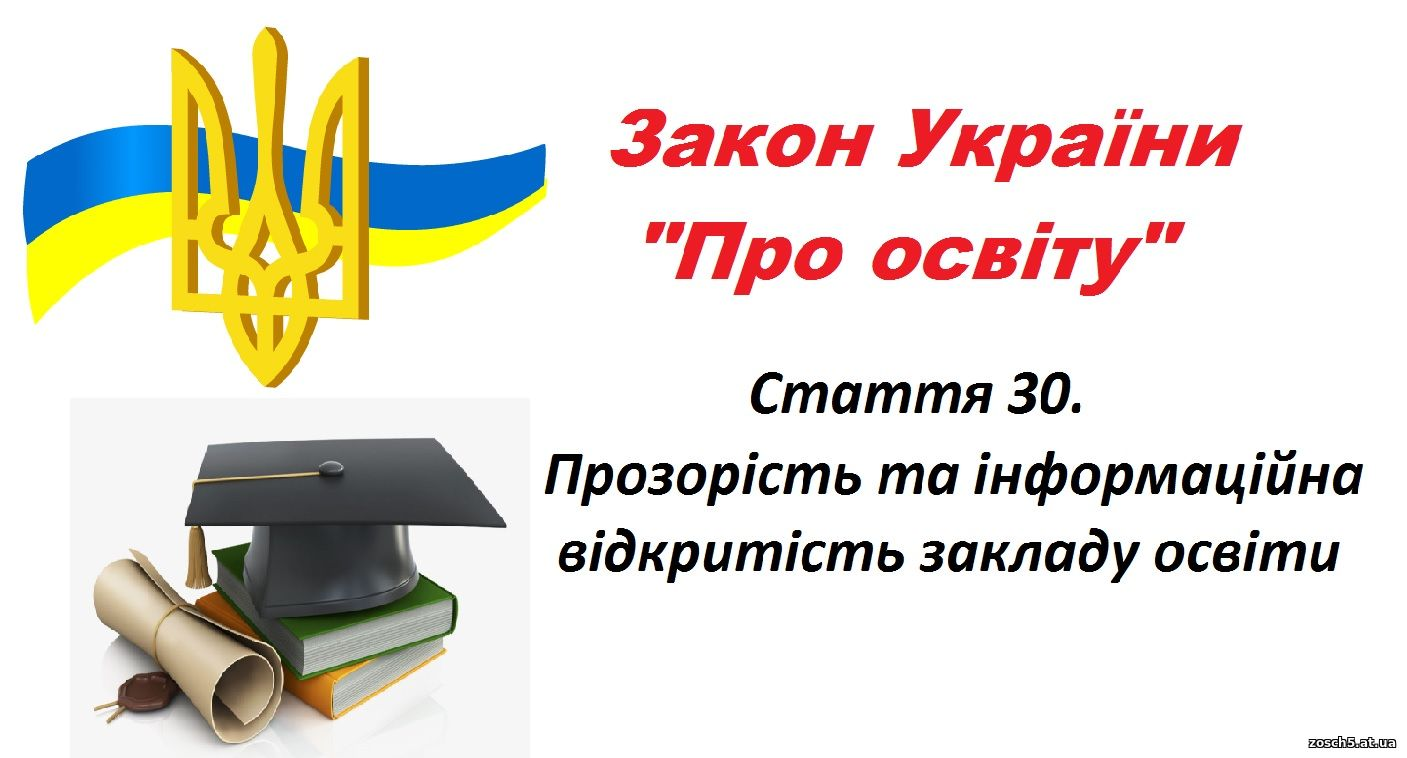 Закон України
"Про освіту"
Стаття 30.
Прозорість та інформаційна
відкритість закладу освіти
zosch5.at.ua